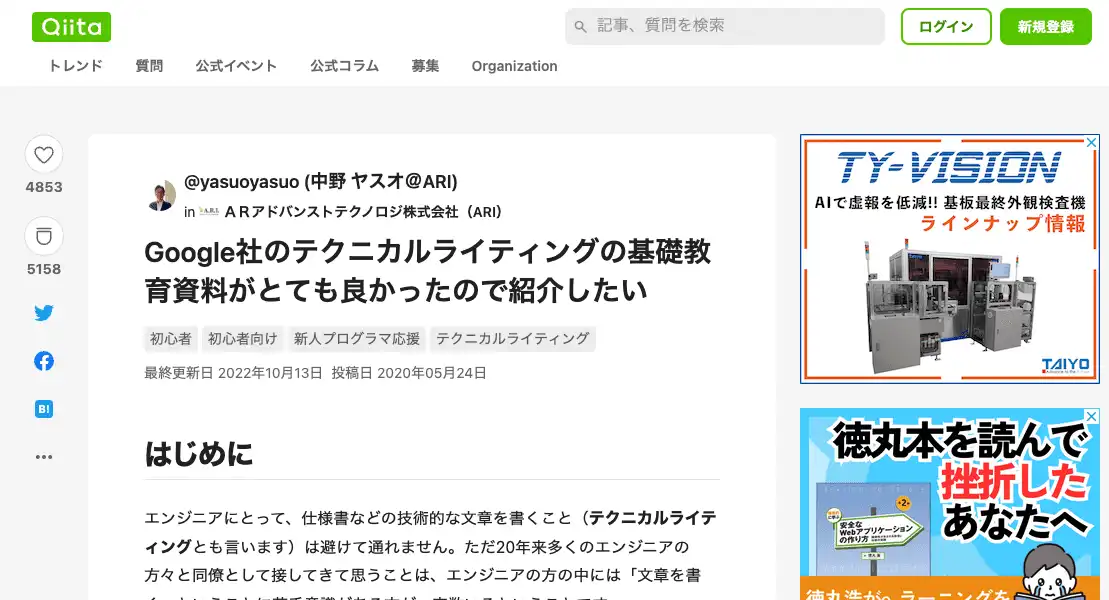 Qiita
記事、質問を検索
ログイン
新規登録
トレンド
質問
公式イベント
公式コラム
募集
Organization
4853
5158
B!
@yasuoyasuo (中野 ヤスオ@ARI)
in ARI ＡＲアドバンストテクノロジ株式会社（ARI）
Google社のテクニカルライティングの基礎教
育資料がとても良かったので紹介したい
初心者 初心者向け 新人プログラマ応援 テクニカルライティング
最終更新日 2022年10月13日 投稿日 2020年05月24日
はじめに
エンジニアにとって、仕様書などの技術的な文章を書くこと（テクニカルライテ
ィングとも言います）は避けて通れません。ただ20年来多くのエンジニアの
方々と同僚として接してきて思うことは、エンジニアの方の中には「文章を書
TY-VISION
AIで虚報を低減!! 基板最終外観検査機
ラインナップ情報
TAIYO
徳丸本を読んで
挫折した
あなたへ
安全な
Webアプリケーション
の作り方
徳丸浩がeラーニングを